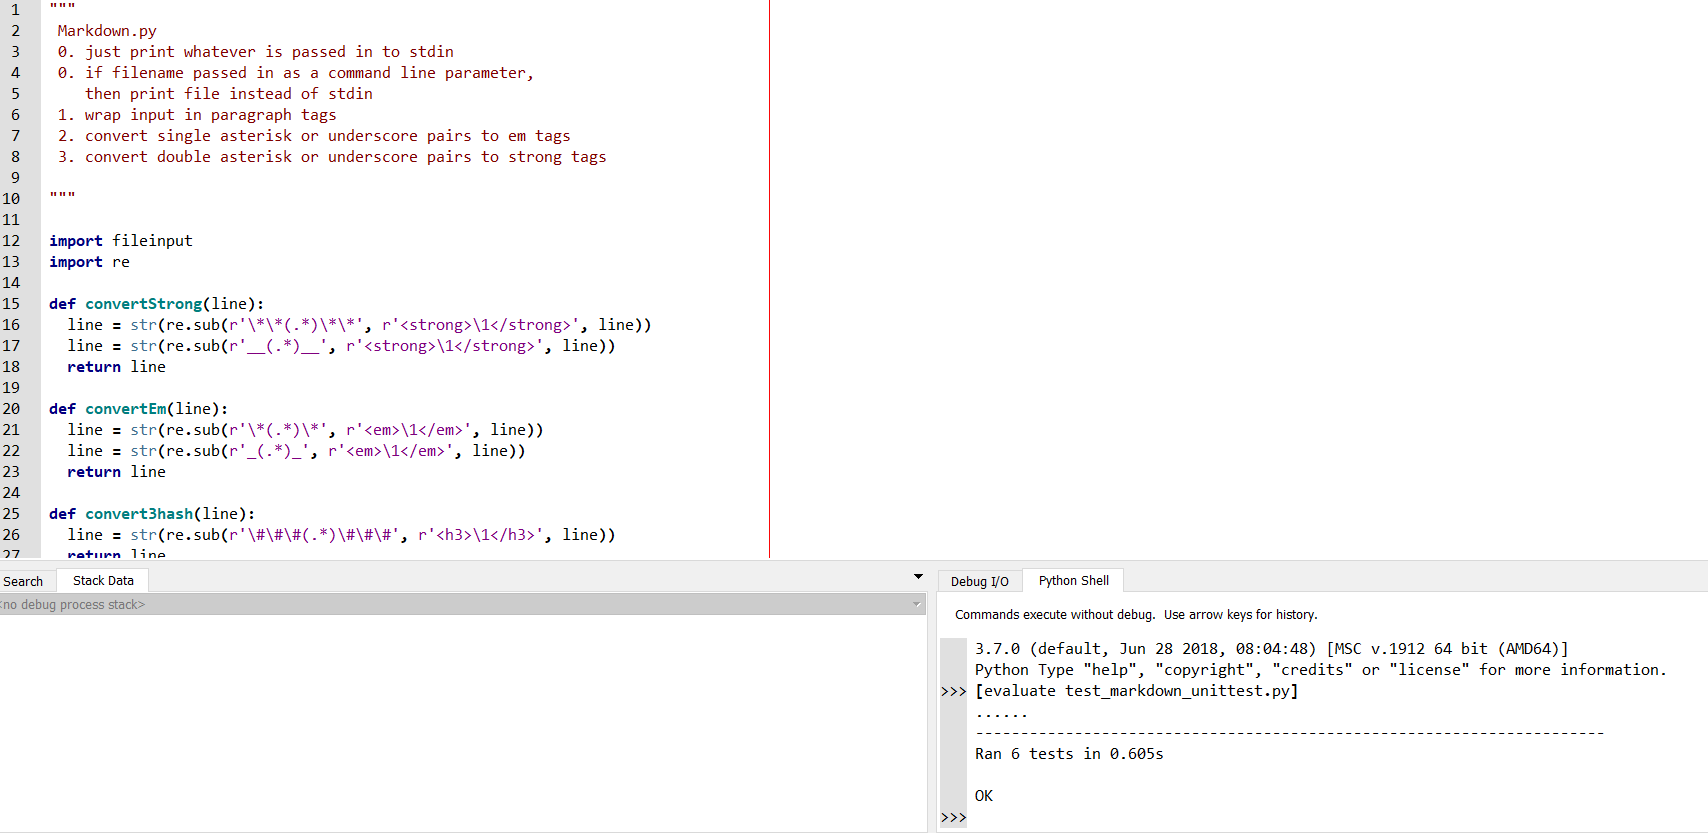 1 """
2 Markdown.py
3 0. just print whatever is passed in to stdin
4 0. if filename passed in as a command line parameter,
5 then print file instead of stdin
6 1. wrap input in paragraph tags
7 2. convert single asterisk or underscore pairs to em tags
8 3. convert double asterisk or underscore pairs to strong tags
9
10 """
11
12 import fileinput
13 import re
14
15 def convertStrong(line):
16 line = str(re.sub(r'\*\*(.*)\*\*', r'<strong>\1</strong>', line))
17 line = str(re.sub(r'__(.*)__', r'<strong>\1</strong>', line))
18 return line
19
20 def convertEm(line):
21 line = str(re.sub(r'\*(.*)\*', r'<em>\1</em>', line))
22 line = str(re.sub(r'_(.*)_', r'<em>\1</em>', line))
23 return line
24
25 def convert3hash(line):
26 line = str(re.sub(r'\#\#\#(.*)\#\#\#', r'<h3>\1</h3>', line))
27 return line
Search Stack Data
<no debug process stack>
Debug I/O Python Shell
Commands execute without debug. Use arrow keys for history.
3.7.0 (default, Jun 28 2018, 08:04:48) [MSC v.1912 64 bit (AMD64)]
Python Type "help", "copyright", "credits" or "license" for more information.
>>> [evaluate test_markdown_unittest.py]
......
----------------------------------------------------------------------
Ran 6 tests in 0.605s
OK
>>>